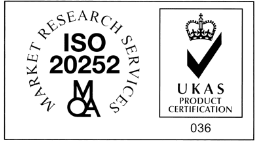 MARKET RESEARCH SERVICES
ISO
20252
MQA
UKAS
PRODUCT
CERTIFICATION
036